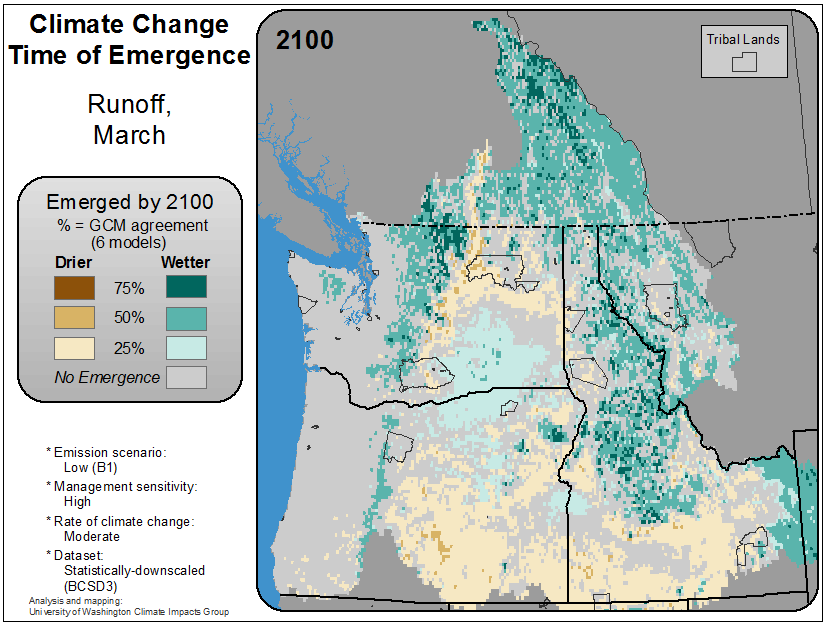 Climate Change
Time of Emergence
Runoff,
March
Emerged by 2100
% = GCM agreement
(6 models)
Drier Wetter
75%
50%
25%
No Emergence
* Emission scenario:
Low (B1)
* Management sensitivity:
High
* Rate of climate change:
Moderate
* Dataset:
Statistically-downscaled
(BCSD3)
Analysis and mapping:
University of Washington Climate Impacts Group
2100
Tribal Lands